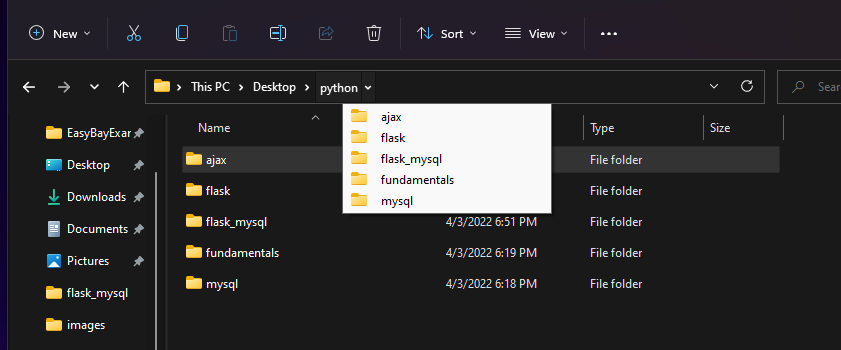 New Sort View
This PC Desktop python Sear
ajax
flask
flask_mysql
fundamentals
mysql
Name Type Size
EasyBayExar
Desktop
Downloads
Documents
Pictures
flask_mysql
images
ajax File folder
flask File folder
flask_mysql 4/3/2022 6:51 PM File folder
fundamentals 4/3/2022 6:19 PM File folder
mysql 4/3/2022 6:18 PM File folder